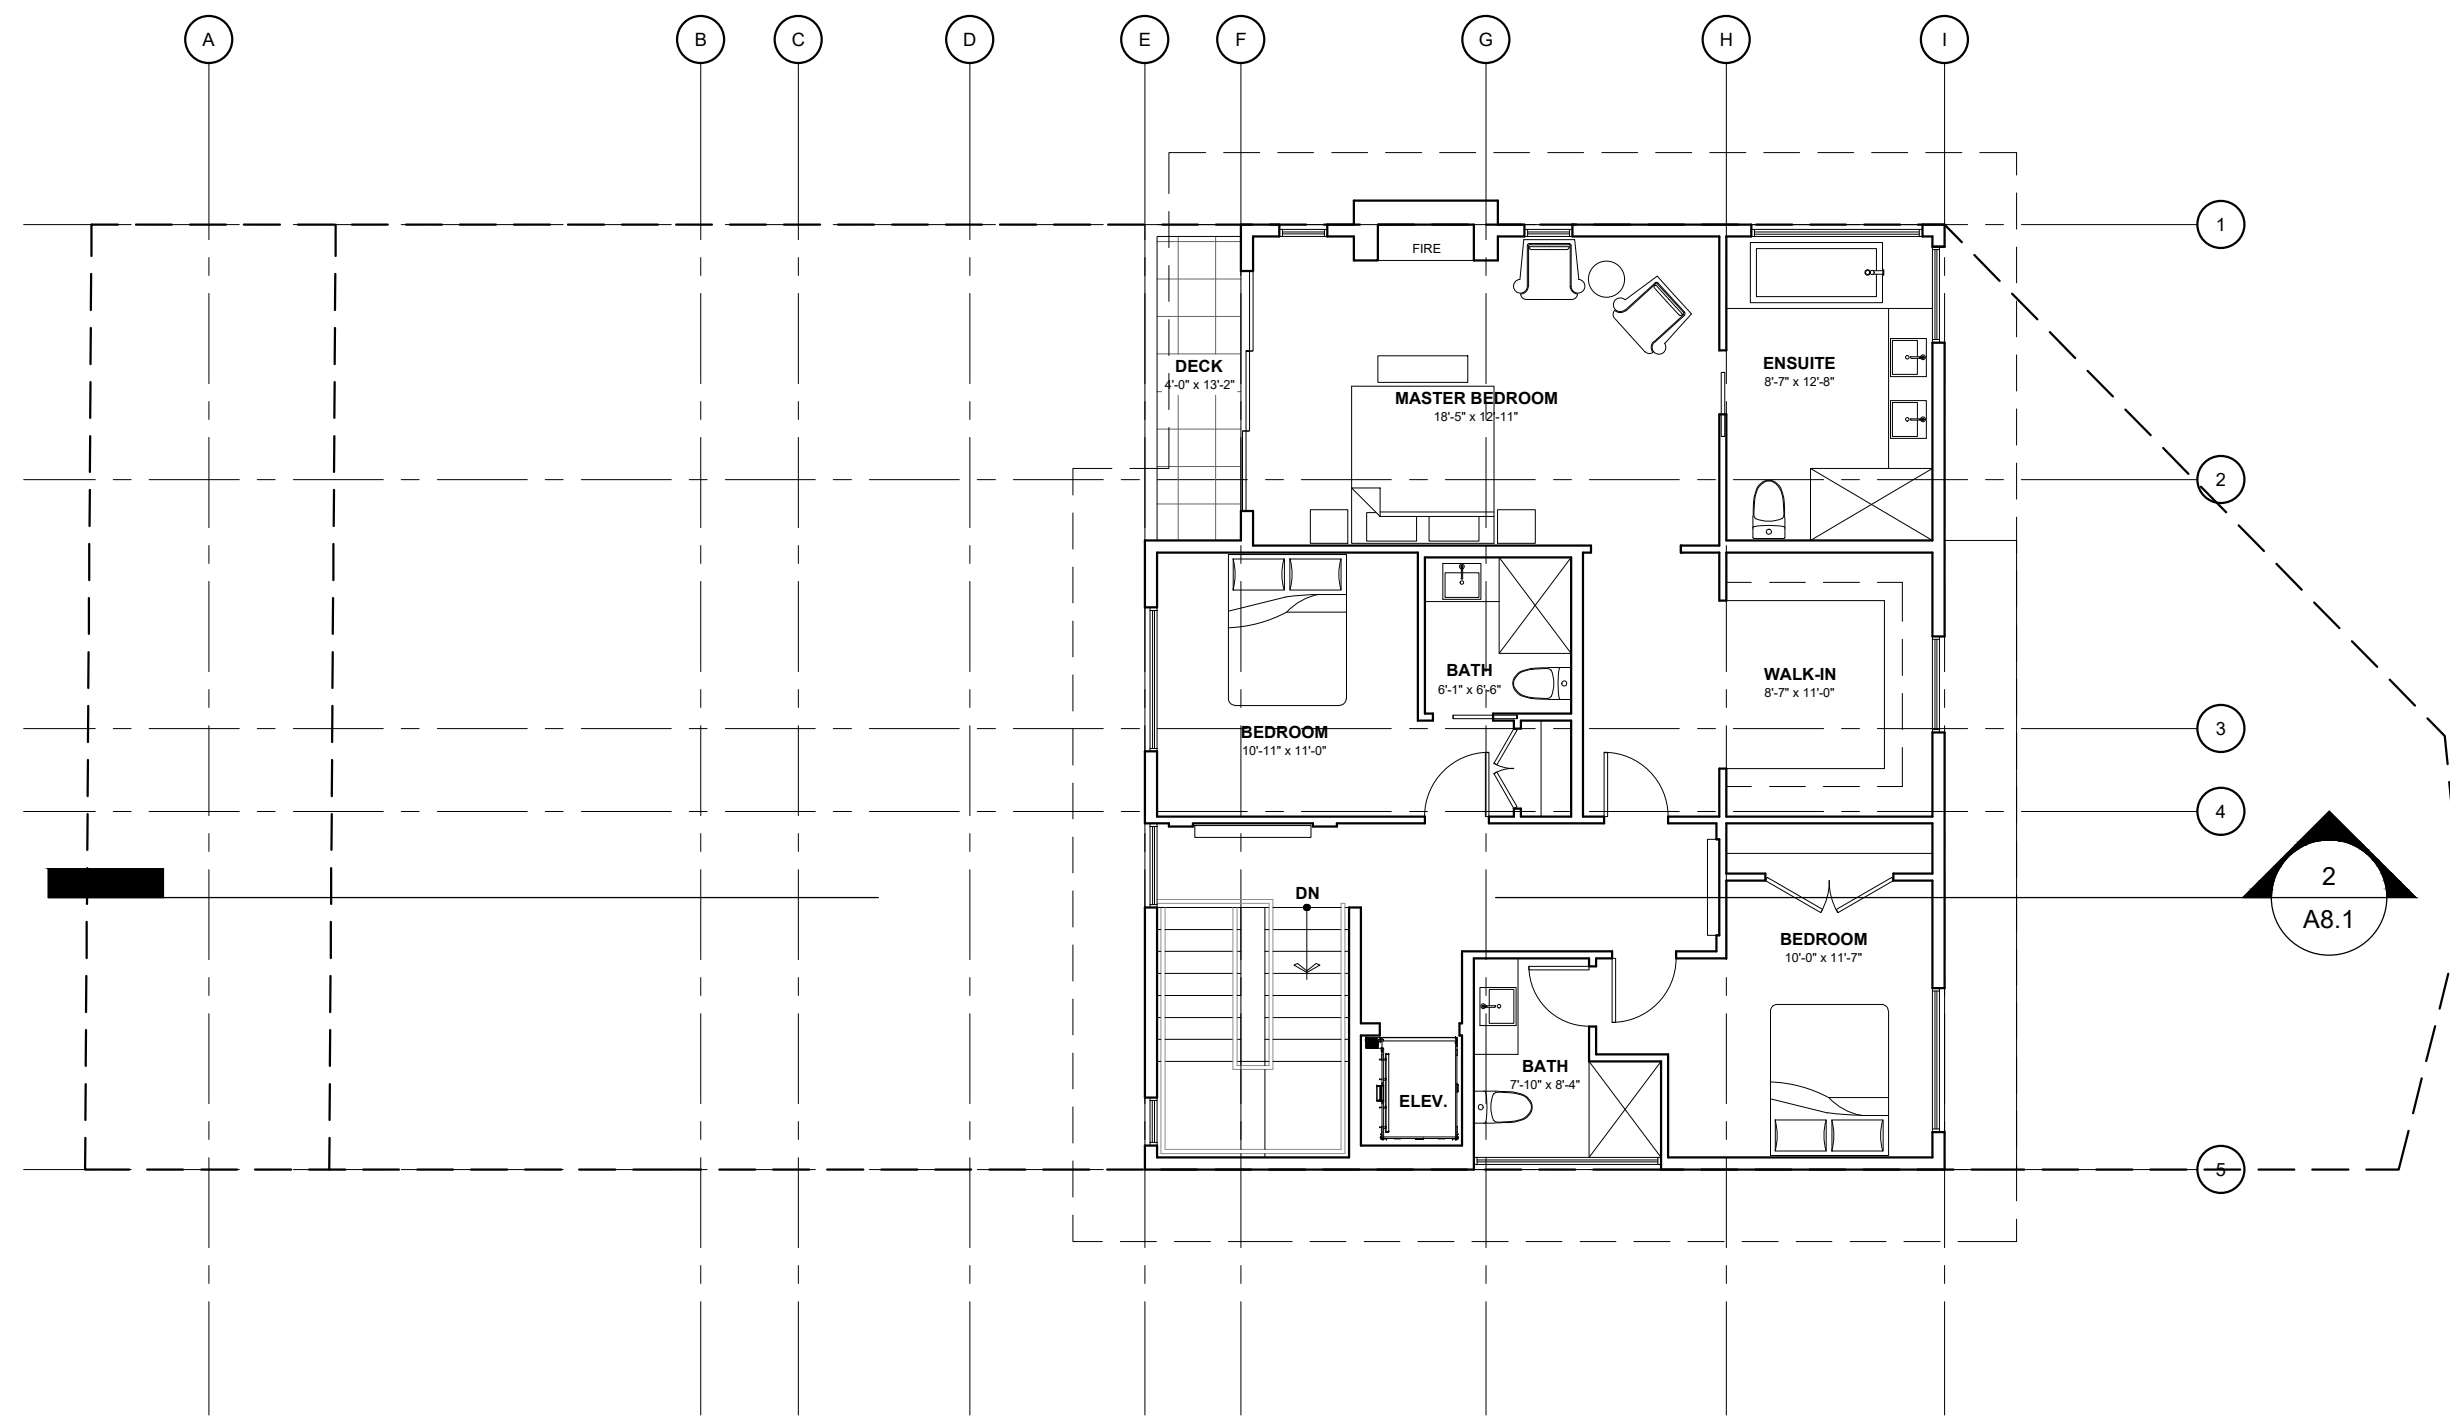 A B C D E F G H I
1
FIRE
DECK
4'-0" x 13'-2"
ENSUITE
8'-7" x 12'-8"
MASTER BEDROOM
18'-5" x 12'-11"
2
BATH
6'-1" x 6'-6"
WALK-IN
8'-7" x 11'-0"
BEDROOM
10'-11" x 11'-0"
3
4
DN
2
A8.1
BEDROOM
10'-0" x 11'-7"
BATH
7'-10" x 8'-4"
ELEV.
5